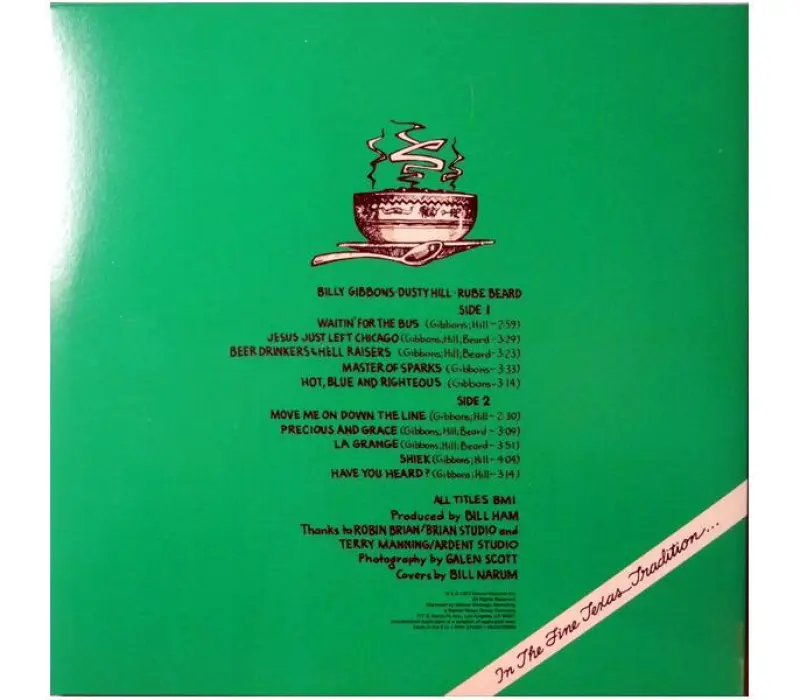 BILLY GIBBONS·DUSTY HILL·RUBE BEARD
SIDE 1
WAITIN' FOR THE BUS (Gibbons; Hill-2:59)
JESUS JUST LEFT CHICAGO (Gibbons, Hill, Beard-3:29)
BEER DRINKERS & HELL RAISERS (Gibbons, Hill, Beard-3:23)
MASTER OF SPARKS (Gibbons-3:33)
HOT, BLUE AND RIGHTEOUS (Gibbons-3:14)
SIDE 2
MOVE ME ON DOWN THE LINE (Gibbons; Hill-2:30)
PRECIOUS AND GRACE (Gibbons, Hill, Beard-3:09)
LA GRANGE (Gibbons, Hill, Beard-3:51)
SHIEK (Gibbons; Hill-4:04)
HAVE YOU HEARD? (Gibbons; Hill-3:14)
ALL TITLES BMI
Produced by BILL HAM
Thanks to ROBIN BRIAN/BRIAN STUDIO and
TERRY MANNING/ARDENT STUDIO
Photography by GALEN SCOTT
Covers by BILL NARUM
All Rights Reserved
In The Fine Texas Tradition...